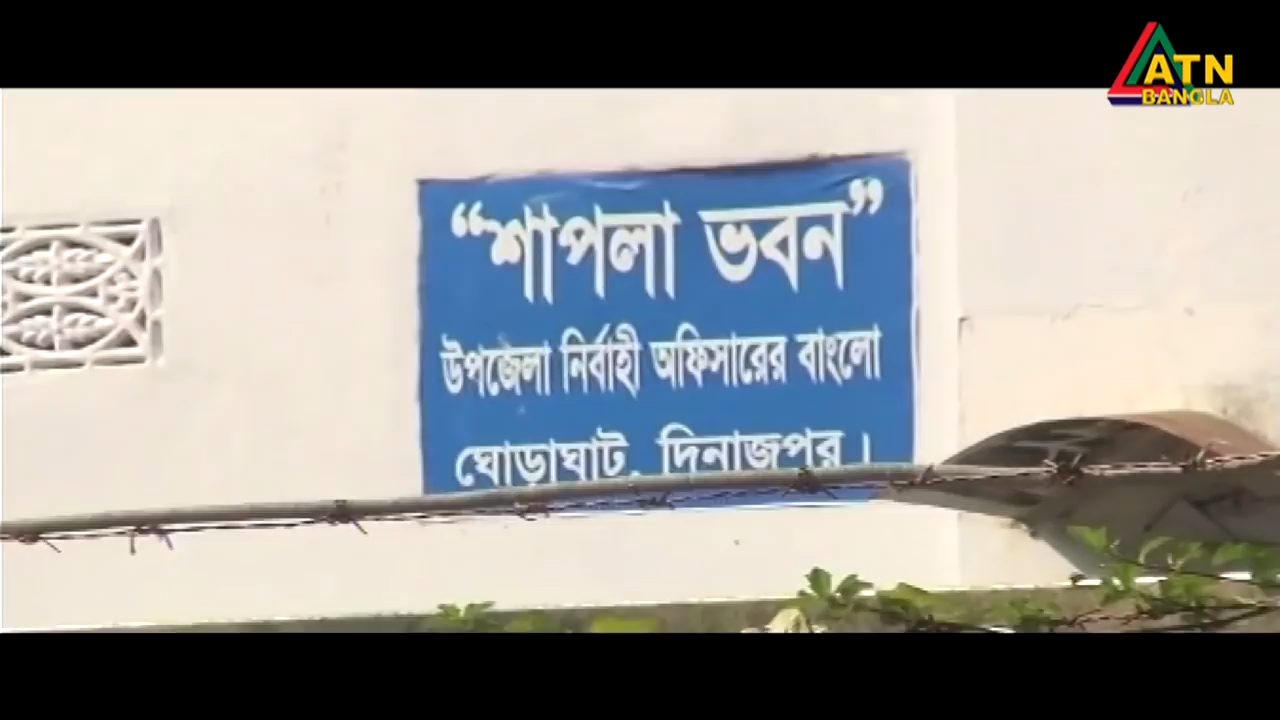 ATN
BANGLA
“শাপলা ভবন”
উপজেলা নির্বাহী অফিসারের বাংলো
ঘোড়াঘাট, দিনাজপুর।